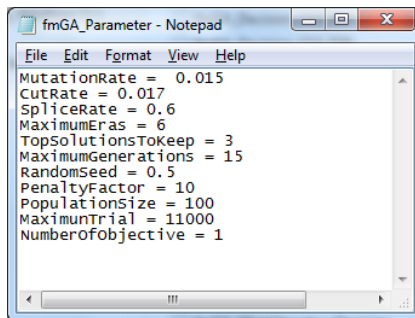 fmGA_Parameter - Notepad
File Edit Format View Help
MutationRate =  0.015
CutRate = 0.017
SpliceRate = 0.6
MaximumEras = 6
TopSolutionsToKeep = 3
MaximumGenerations = 15
RandomSeed = 0.5
PenaltyFactor = 10
PopulationSize = 100
MaximunTrial = 11000
NumberOfObjective = 1